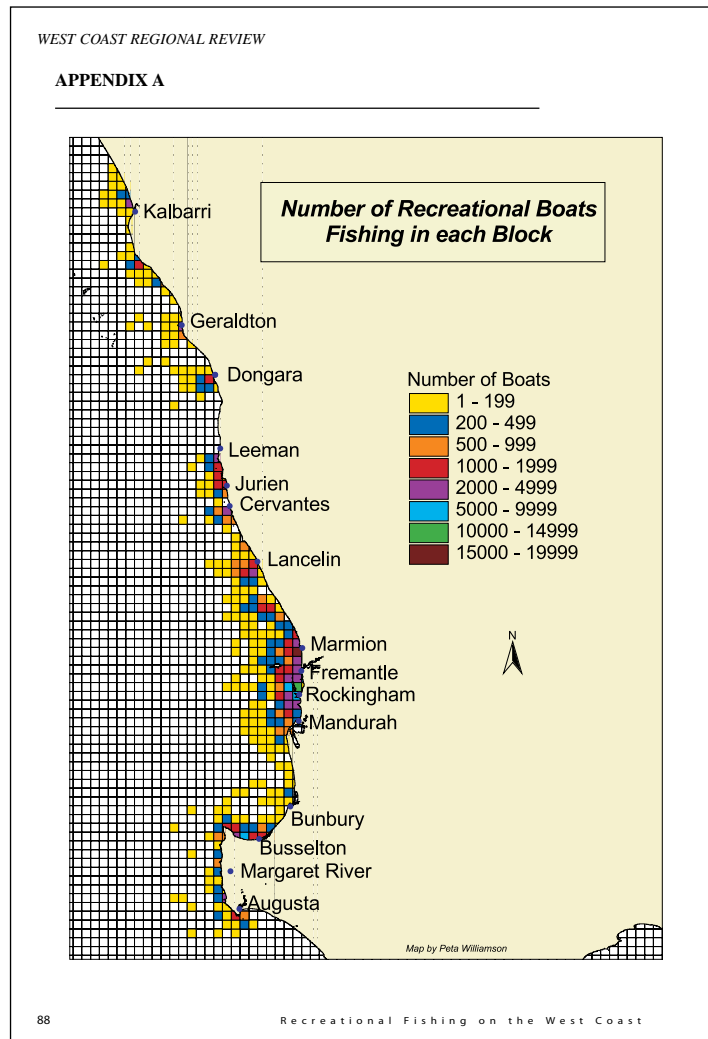 WEST COAST REGIONAL REVIEW
APPENDIX A
Number of Recreational Boats
Fishing in each Block
Kalbarri
Geraldton
Dongara
Leeman
Jurien
Cervantes
Lancelin
Marmion
Fremantle
Rockingham
Mandurah
Bunbury
Busselton
Margaret River
Augusta
Number of Boats
1 - 199
200 - 499
500 - 999
1000 - 1999
2000 - 4999
5000 - 9999
10000 - 14999
15000 - 19999
N
Map by Peta Williamson
88
Recreational Fishing on the West Coast